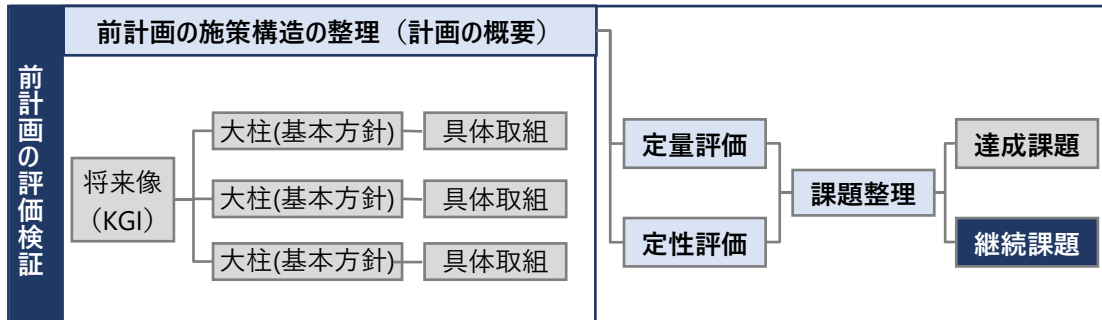 前計画の評価検証
前計画の施策構造の整理（計画の概要）
将来像
（KGI）
大柱(基本方針)
具体取組
大柱(基本方針)
具体取組
大柱(基本方針)
具体取組
定量評価
定性評価
課題整理
達成課題
継続課題